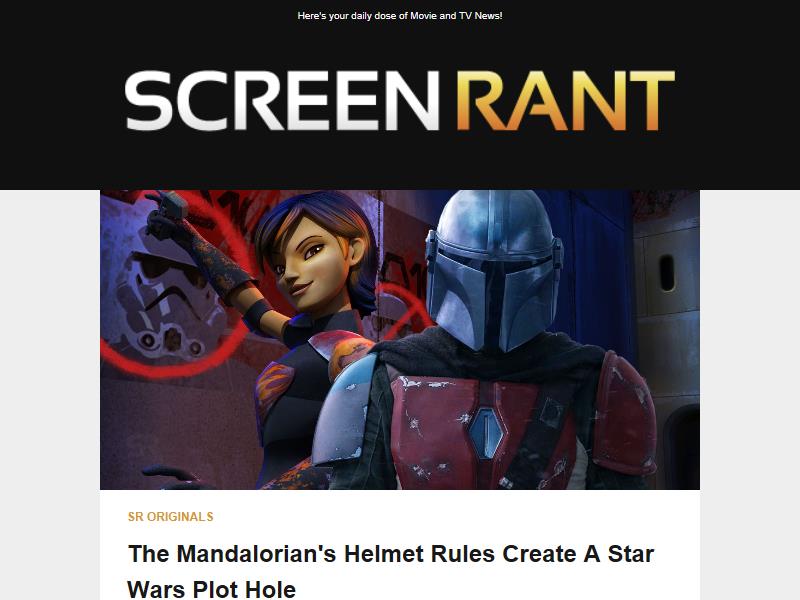 Here's your daily dose of Movie and TV News!
SCREEN RANT
SR ORIGINALS
The Mandalorian's Helmet Rules Create A Star
Wars Plot Hole